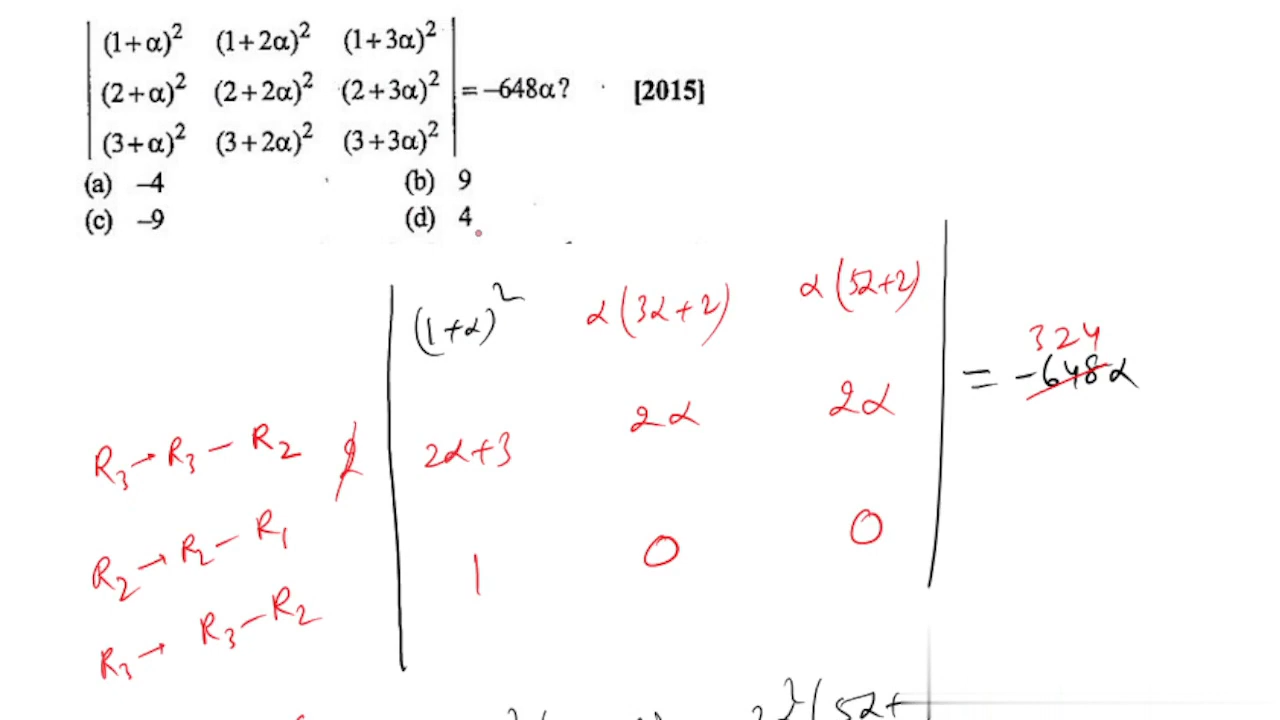 (1+α)² (1+2α)² (1+3α)²
(2+α)² (2+2α)² (2+3α)² = −648α? [2015]
(3+α)² (3+2α)² (3+3α)²
(a) −4 (b) 9
(c) −9 (d) 4
(1+α)² α(3α+2) α(5α+2)
324
= −648α
2α+3 2α 2α
R₃→R₃−R₂ 2
1 0 0
R₂→R₂−R₁
R₃→ R₃−R₂
(5α+